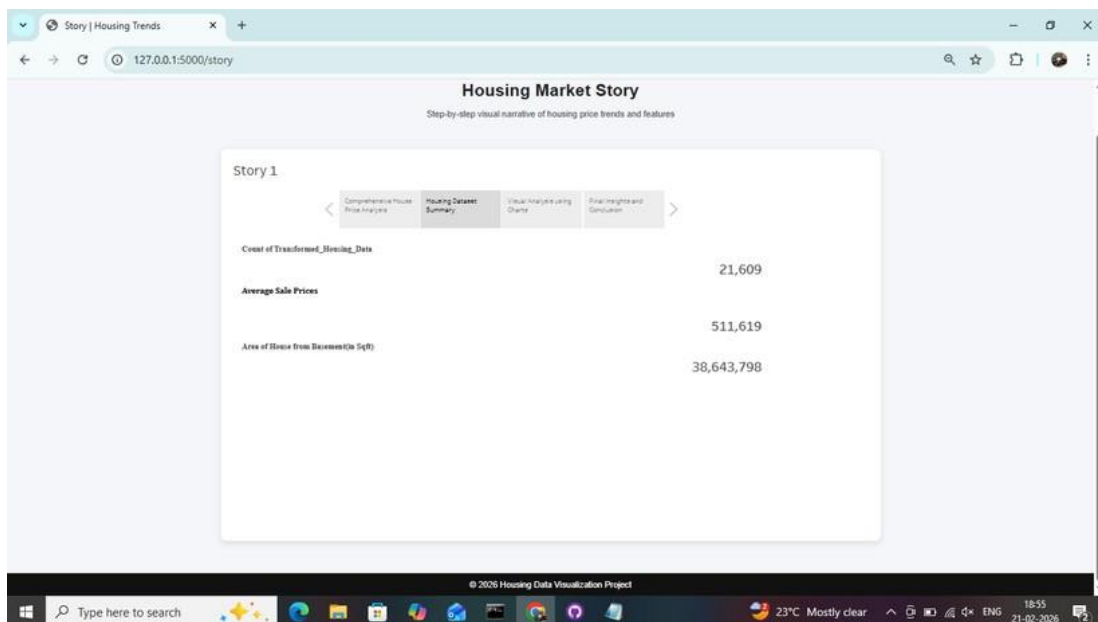 Story | Housing Trends
127.0.0.1:5000/story
Housing Market Story
Step-by-step visual narrative of housing price trends and features
Story 1
Comprehensive House
Price Analysis
Housing Dataset
Summary
Visual Analysis using
Charts
Final Insights and
Conclusion
Count of Transformed_Housing_Data
21,609
Average Sale Prices
511,619
Area of House from Basement(in Sqft)
38,643,798
© 2026 Housing Data Visualization Project
Type here to search
23°C Mostly clear
ENG
18:55
21-02-2026